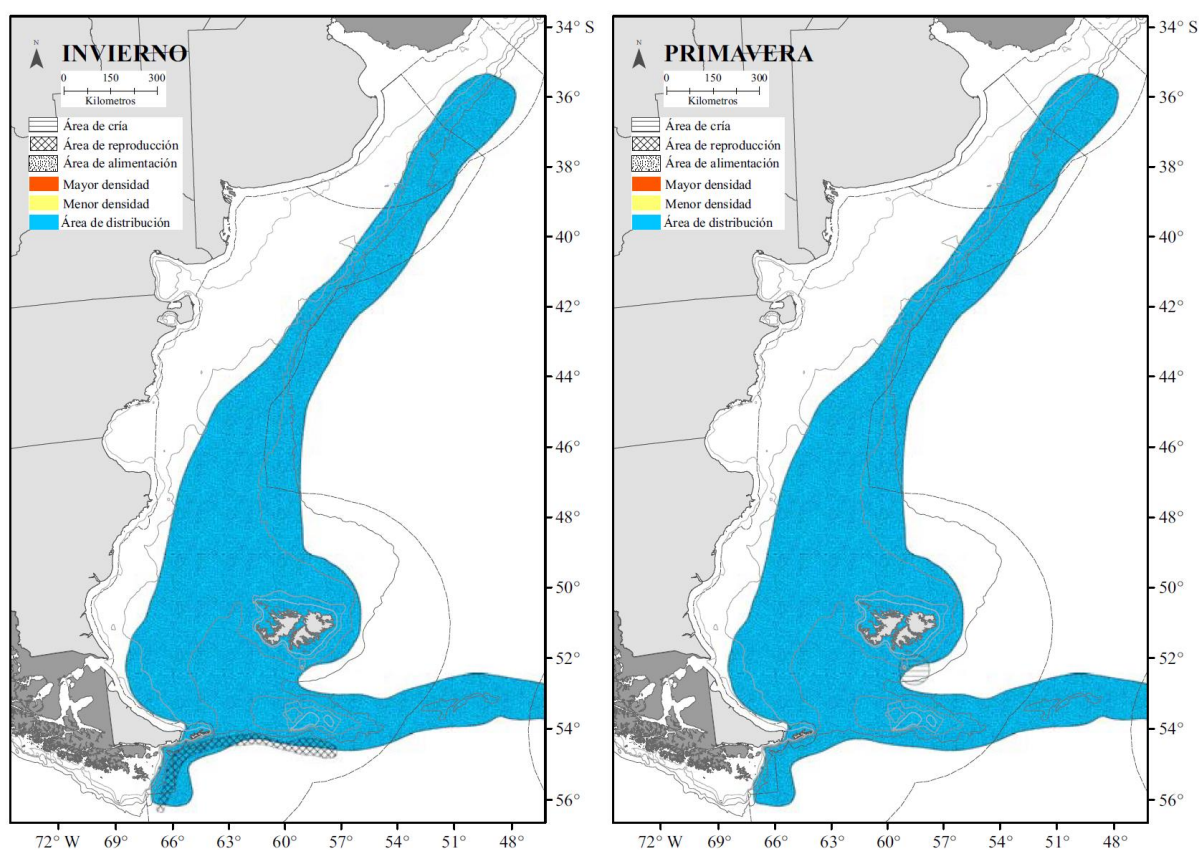 N
INVIERNO
0 150 300
Kilometros
Área de cría
Área de reproducción
Área de alimentación
Mayor densidad
Menor densidad
Área de distribución
34° S
36°
38°
40°
42°
44°
46°
48°
50°
52°
54°
56°
72° W 69° 66° 63° 60° 57° 54° 51° 48°
N
PRIMAVERA
0 150 300
Kilometros
Área de cría
Área de reproducción
Área de alimentación
Mayor densidad
Menor densidad
Área de distribución
34° S
36°
38°
40°
42°
44°
46°
48°
50°
52°
54°
56°
72° W 69° 66° 63° 60° 57° 54° 51° 48°